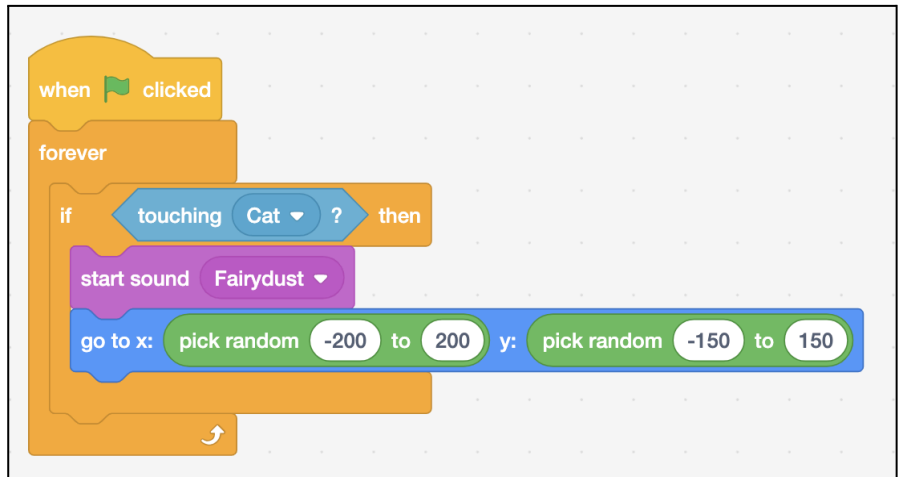 when clicked
forever
if touching Cat ? then
start sound Fairydust
go to x: pick random -200 to 200 y: pick random -150 to 150